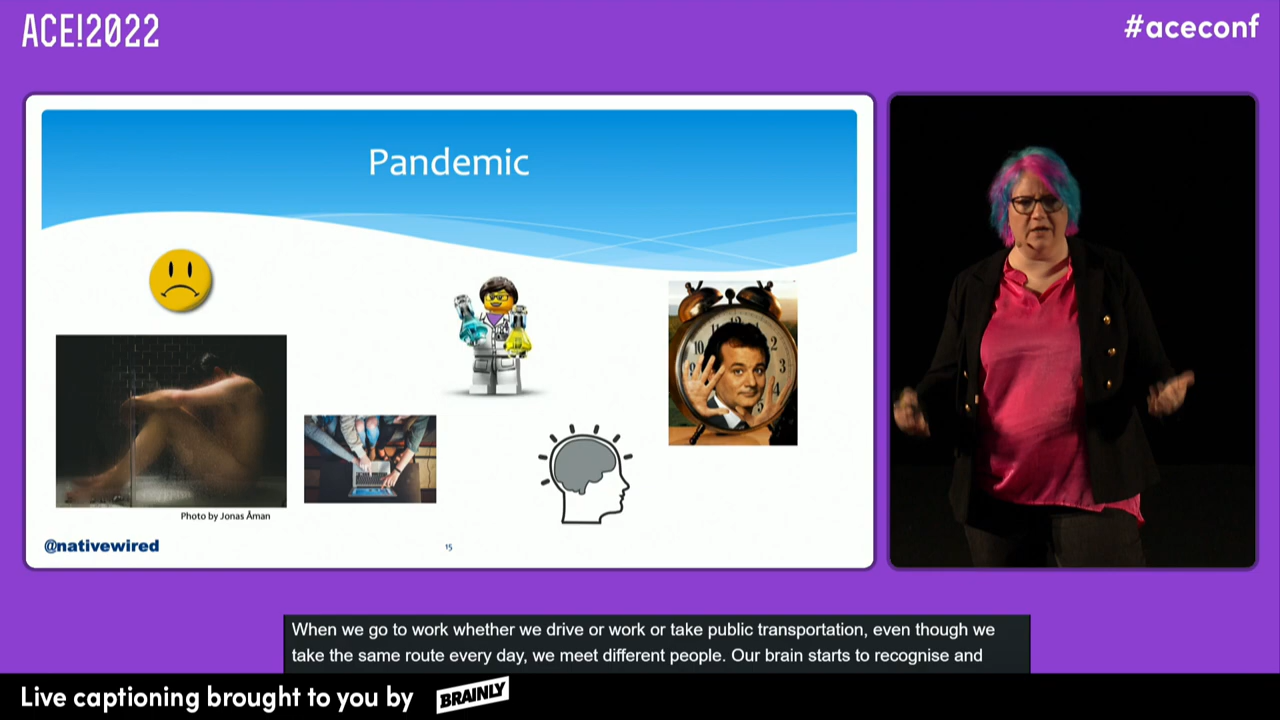 ACE!2022
#aceconf
Pandemic
Photo by Jonas Åman
@nativewired
15
When we go to work whether we drive or work or take public transportation, even though we
take the same route every day, we meet different people. Our brain starts to recognise and
Live captioning brought to you by BRAINLY